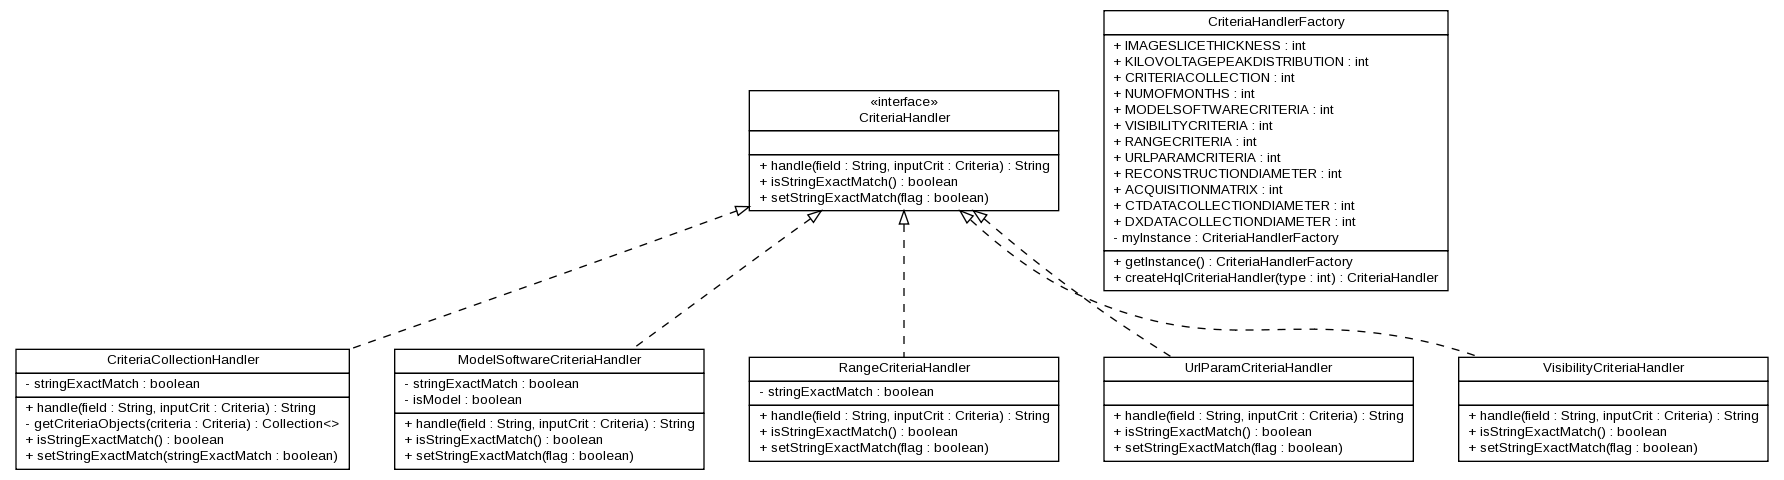 CriteriaHandlerFactory
+ IMAGESLICETHICKNESS : int
+ KILOVOLTAGEPEAKDISTRIBUTION : int
+ CRITERIACOLLECTION : int
+ NUMOFMONTHS : int
+ MODELSOFTWARECRITERIA : int
+ VISIBILITYCRITERIA : int
+ RANGECRITERIA : int
+ URLPARAMCRITERIA : int
+ RECONSTRUCTIONDIAMETER : int
+ ACQUISITIONMATRIX : int
+ CTDATACOLLECTIONDIAMETER : int
+ DXDATACOLLECTIONDIAMETER : int
- myInstance : CriteriaHandlerFactory
+ getInstance() : CriteriaHandlerFactory
+ createHqlCriteriaHandler(type : int) : CriteriaHandler
«interface»
CriteriaHandler
+ handle(field : String, inputCrit : Criteria) : String
+ isStringExactMatch() : boolean
+ setStringExactMatch(flag : boolean)
CriteriaCollectionHandler
- stringExactMatch : boolean
+ handle(field : String, inputCrit : Criteria) : String
- getCriteriaObjects(criteria : Criteria) : Collection<>
+ isStringExactMatch() : boolean
+ setStringExactMatch(stringExactMatch : boolean)
ModelSoftwareCriteriaHandler
- stringExactMatch : boolean
- isModel : boolean
+ handle(field : String, inputCrit : Criteria) : String
+ isStringExactMatch() : boolean
+ setStringExactMatch(flag : boolean)
RangeCriteriaHandler
- stringExactMatch : boolean
+ handle(field : String, inputCrit : Criteria) : String
+ isStringExactMatch() : boolean
+ setStringExactMatch(flag : boolean)
UrlParamCriteriaHandler
+ handle(field : String, inputCrit : Criteria) : String
+ isStringExactMatch() : boolean
+ setStringExactMatch(flag : boolean)
VisibilityCriteriaHandler
+ handle(field : String, inputCrit : Criteria) : String
+ isStringExactMatch() : boolean
+ setStringExactMatch(flag : boolean)